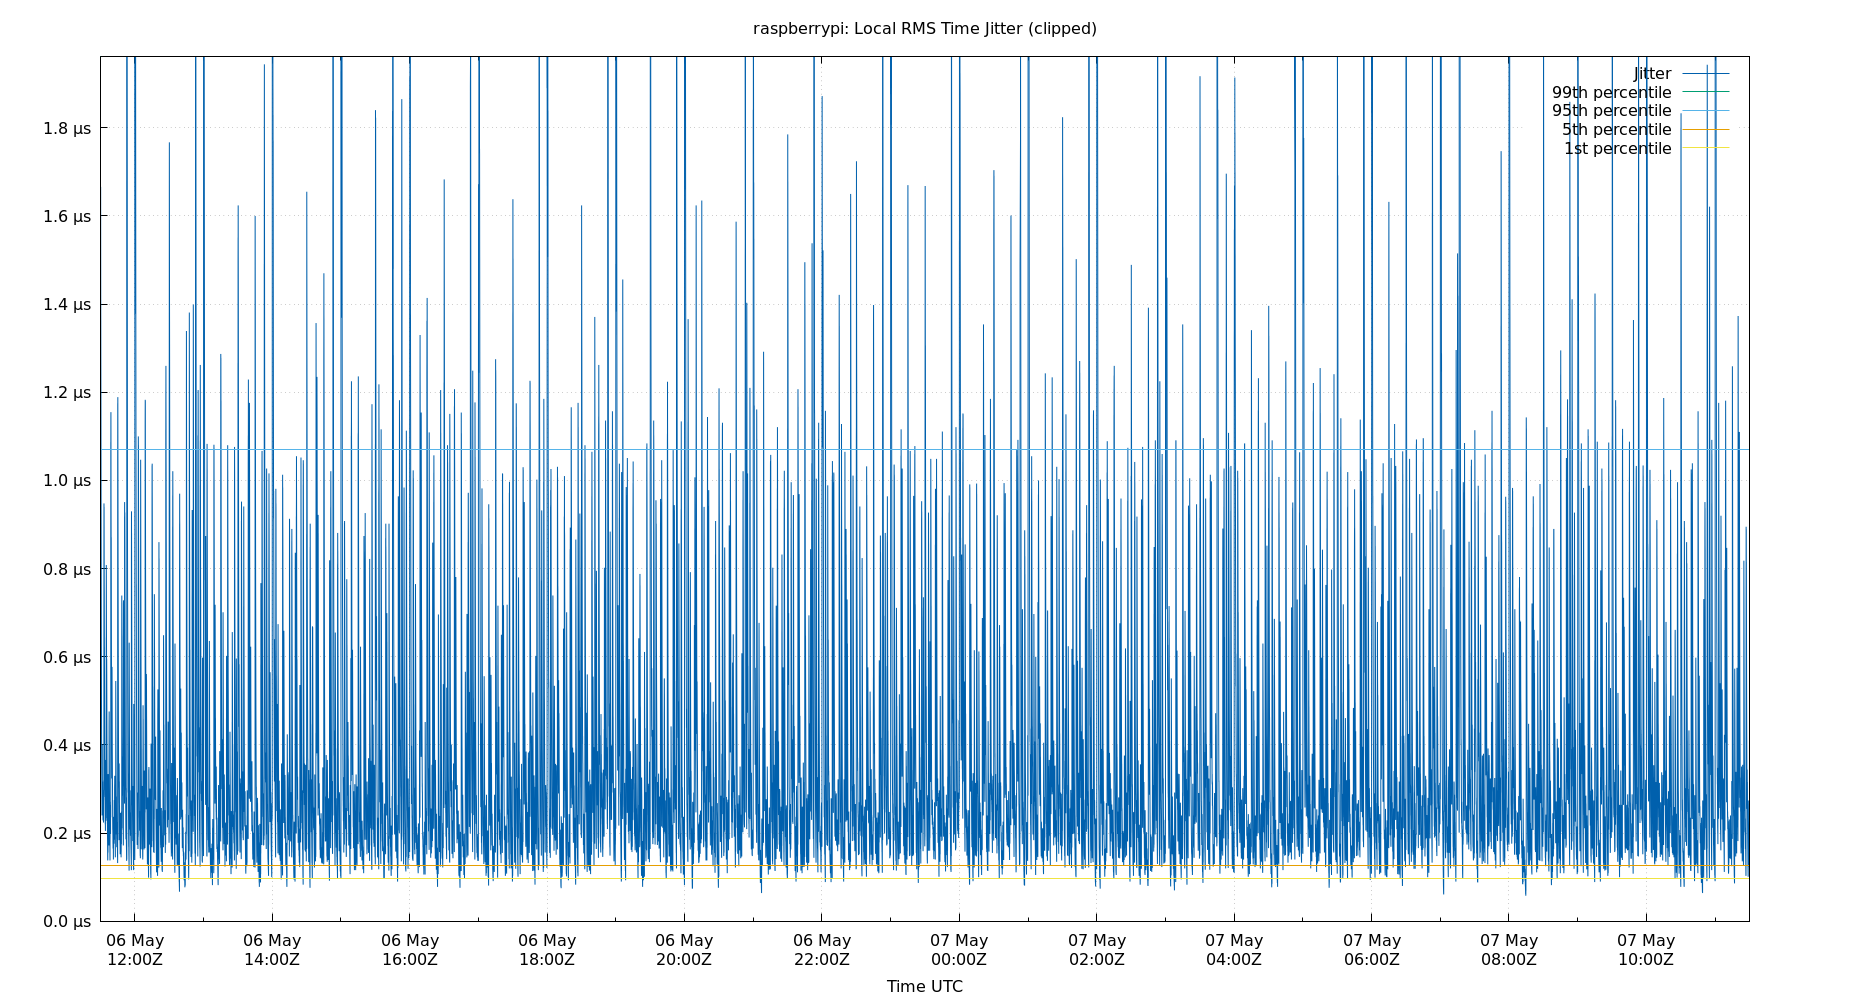 raspberrypi: Local RMS Time Jitter (clipped)
Jitter
99th percentile
95th percentile
5th percentile
1st percentile
1.8 µs
1.6 µs
1.4 µs
1.2 µs
1.0 µs
0.8 µs
0.6 µs
0.4 µs
0.2 µs
0.0 µs
06 May 06 May 06 May 06 May 06 May 06 May 07 May 07 May 07 May 07 May 07 May 07 May
12:00Z 14:00Z 16:00Z 18:00Z 20:00Z 22:00Z 00:00Z 02:00Z 04:00Z 06:00Z 08:00Z 10:00Z
Time UTC